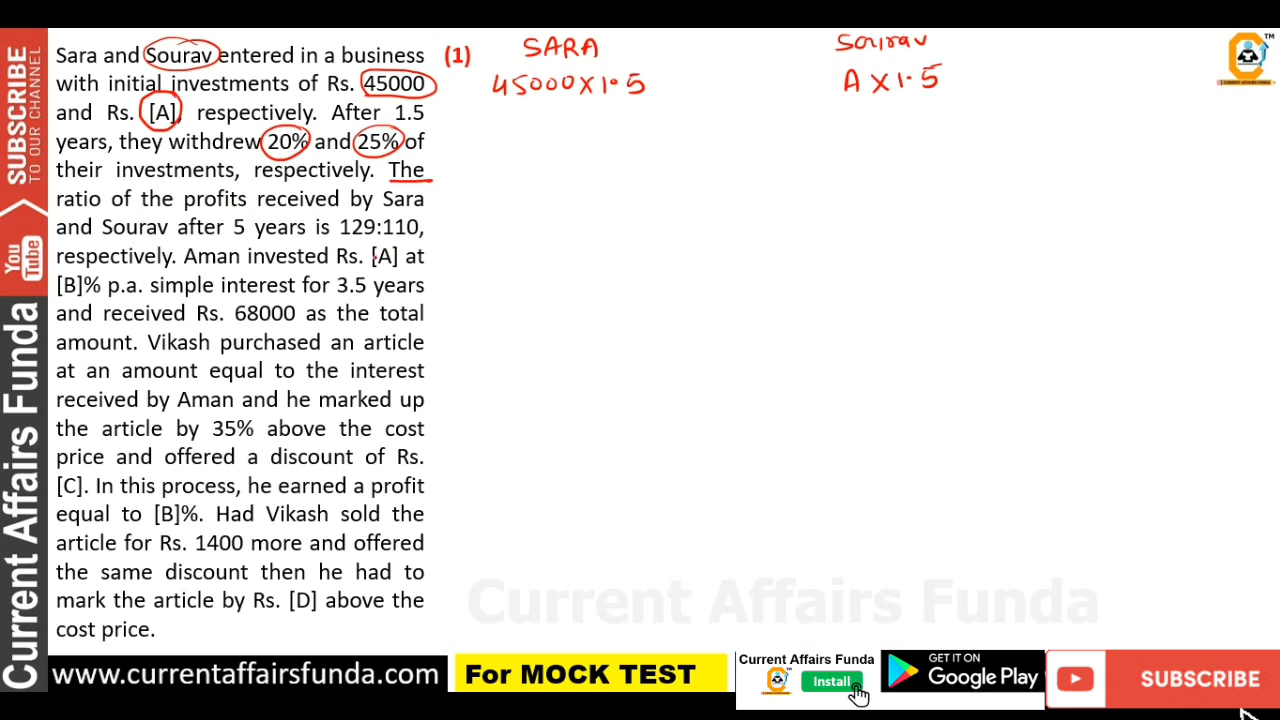 SUBSCRIBE
TO OUR CHANNEL
You
Tube
Current Affairs Funda
Sara and Sourav entered in a business
with initial investments of Rs. 45000
and Rs. [A], respectively. After 1.5
years, they withdrew 20% and 25% of
their investments, respectively. The
ratio of the profits received by Sara
and Sourav after 5 years is 129:110,
respectively. Aman invested Rs. [A] at
[B]% p.a. simple interest for 3.5 years
and received Rs. 68000 as the total
amount. Vikash purchased an article
at an amount equal to the interest
received by Aman and he marked up
the article by 35% above the cost
price and offered a discount of Rs.
[C]. In this process, he earned a profit
equal to [B]%. Had Vikash sold the
article for Rs. 1400 more and offered
the same discount then he had to
mark the article by Rs. [D] above the
cost price.
(1)
SARA
45000 X 1.5
Sourav
A X 1.5
Current Affairs Funda
www.currentaffairsfunda.com
For MOCK TEST
Current Affairs Funda
Install
GET IT ON
Google Play
SUBSCRIBE